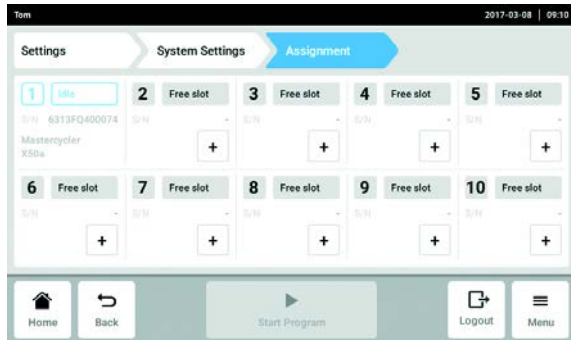 Tom 2017-03-08 | 09:10
Settings System Settings Assignment
1 Idle 2 Free slot 3 Free slot 4 Free slot 5 Free slot
S/N 6313FQ400074 S/N - S/N - S/N - S/N -
Mastercycler
X50a + + + +
6 Free slot 7 Free slot 8 Free slot 9 Free slot 10 Free slot
S/N - S/N - S/N - S/N - S/N -
+ + + + +
Home Back Start Program Logout Menu